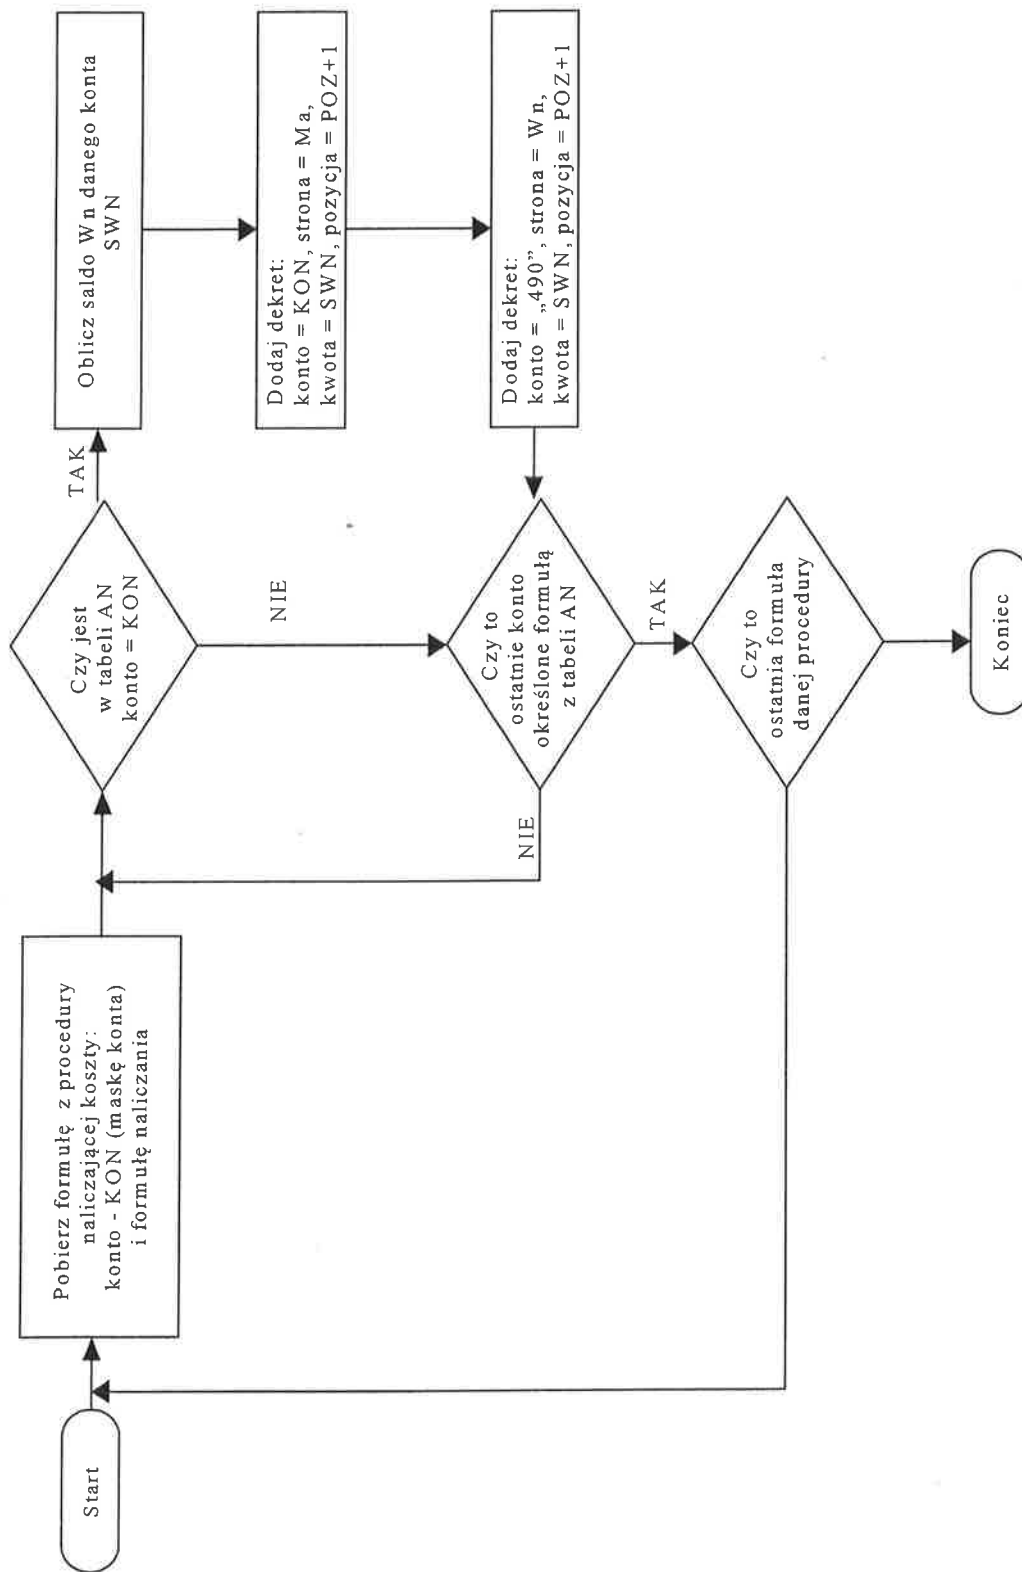 Start
Pobierz formułę z procedury
naliczającej koszty:
konto - KON (maskę konta)
i formułę naliczania
Czy jest
w tabeli AN
konto = KON
TAK
Oblicz saldo Wn danego konta
SWN
Dodaj dekret:
konto = KON, strona = Ma,
kwota = SWN, pozycja = POZ+1
NIE
Dodaj dekret:
konto = „490”, strona = Wn,
kwota = SWN, pozycja = POZ+1
Czy to
ostatnie konto
określone formułą
z tabeli AN
NIE
TAK
Czy to
ostatnia formuła
danej procedury
Koniec